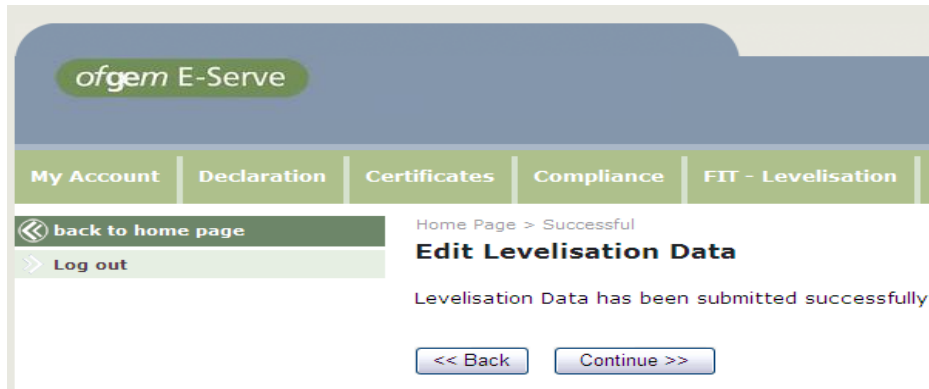 ofgem E-Serve
My Account Declaration Certificates Compliance FIT - Levelisation
back to home page
Log out
Home Page > Successful
Edit Levelisation Data
Levelisation Data has been submitted successfully
<< Back Continue >>